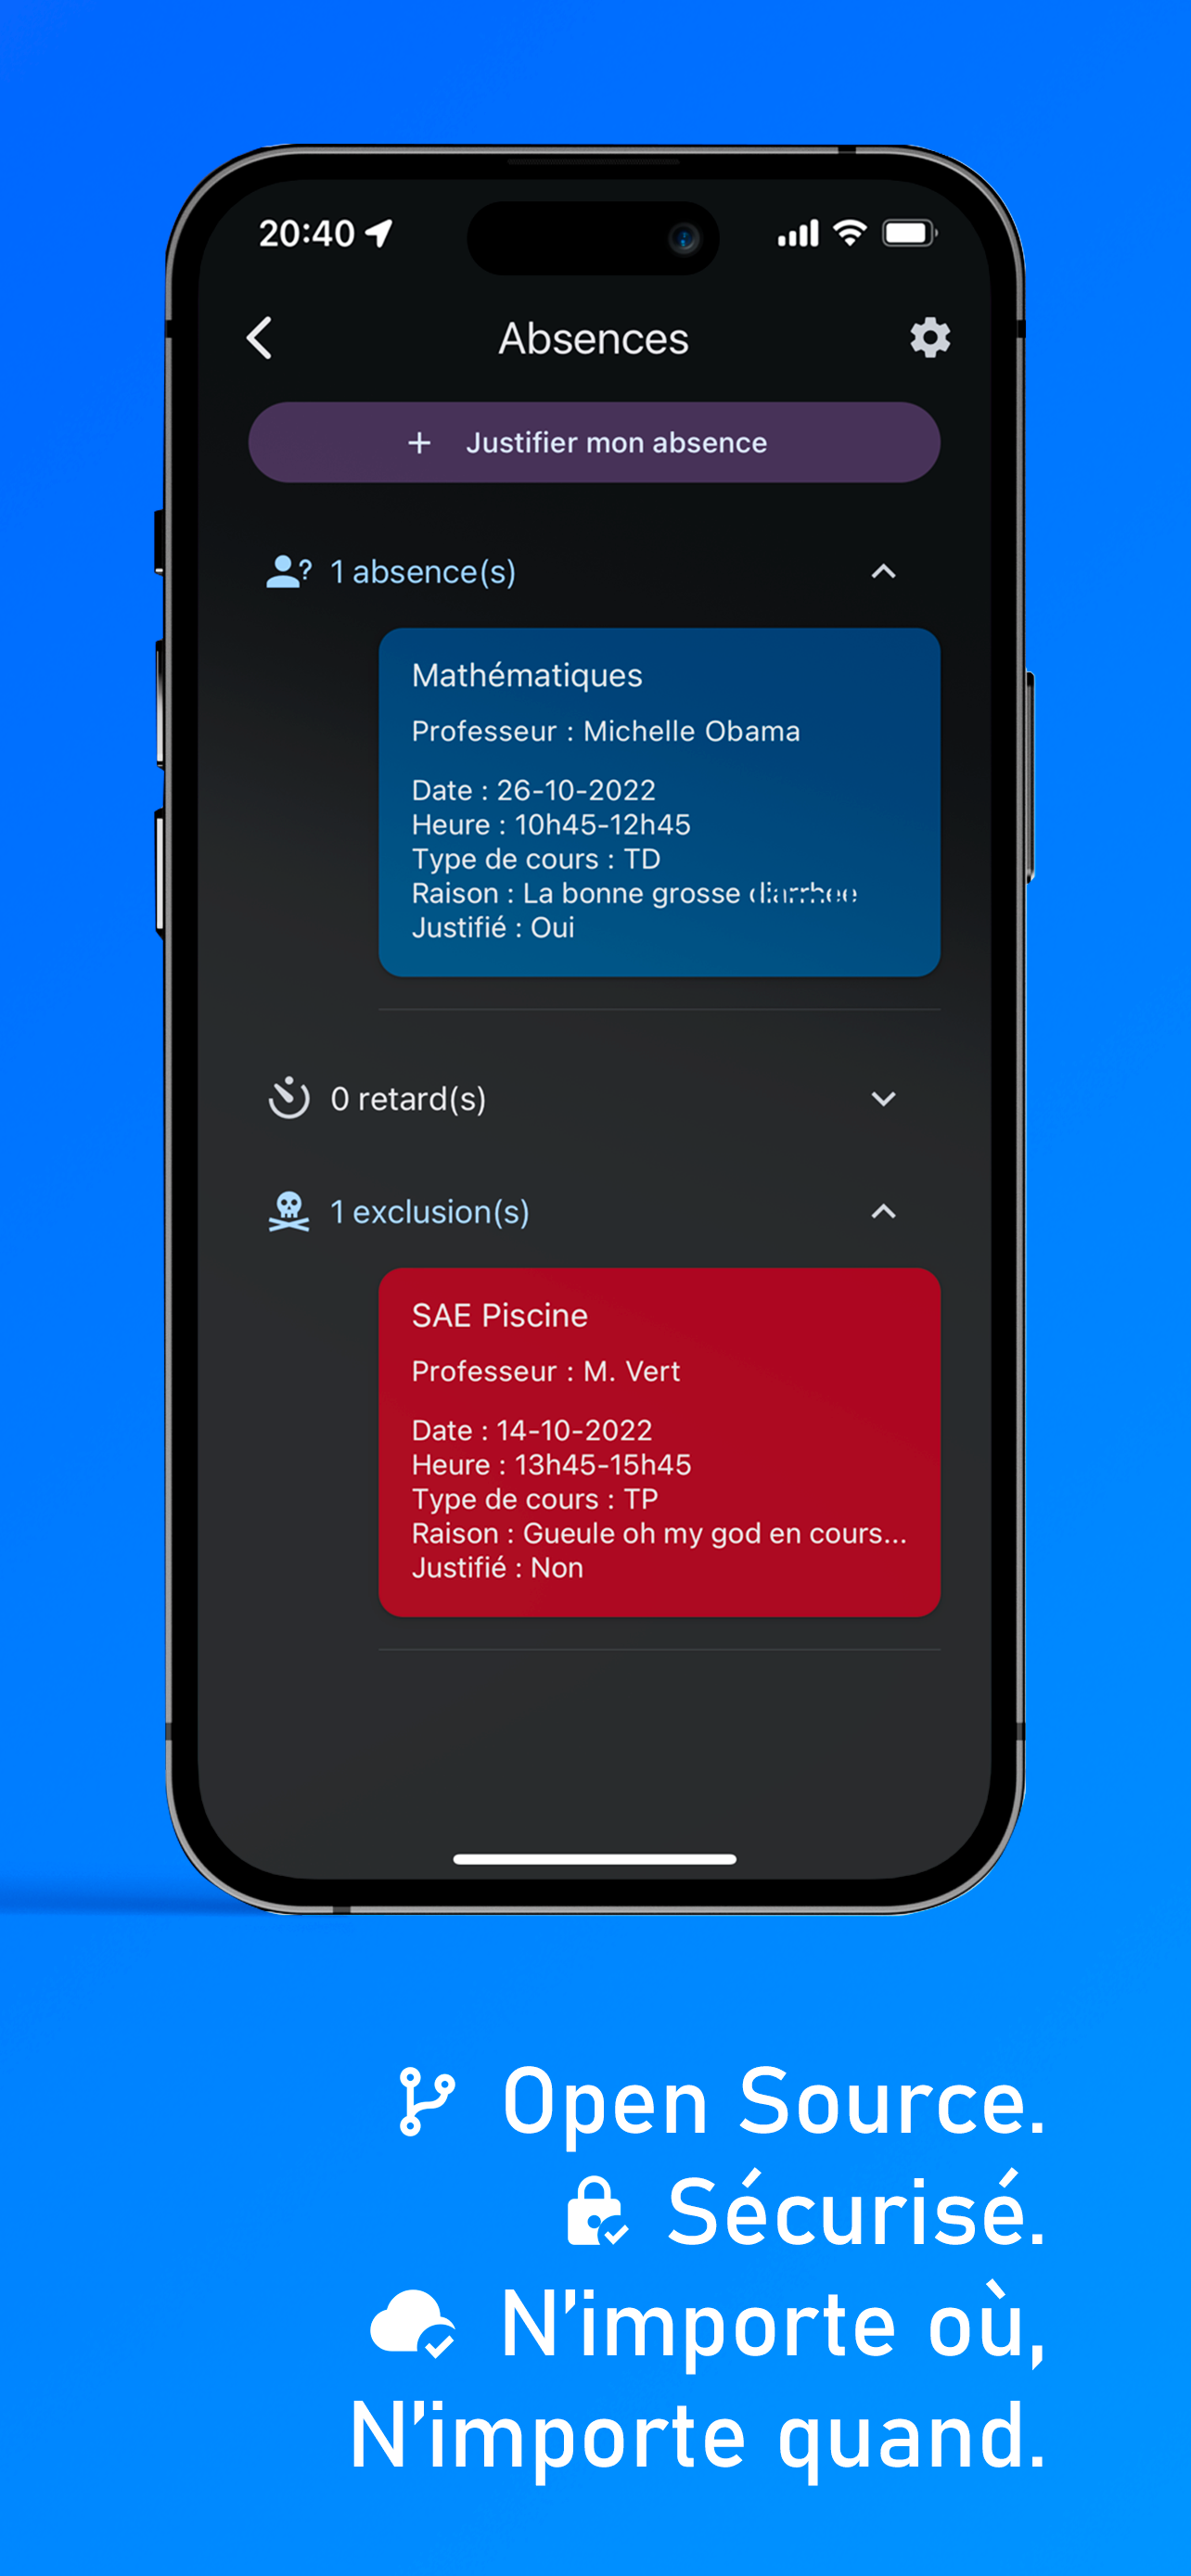 20:40
Absences
+ Justifier mon absence
? 1 absence(s)
Mathématiques
Professeur : Michelle Obama
Date : 26-10-2022
Heure : 10h45-12h45
Type de cours : TD
Raison : La bonne grosse diarrhee
Justifié : Oui
0 retard(s)
1 exclusion(s)
SAE Piscine
Professeur : M. Vert
Date : 14-10-2022
Heure : 13h45-15h45
Type de cours : TP
Raison : Gueule oh my god en cours...
Justifié : Non
Open Source.
Sécurisé.
N'importe où,
N'importe quand.